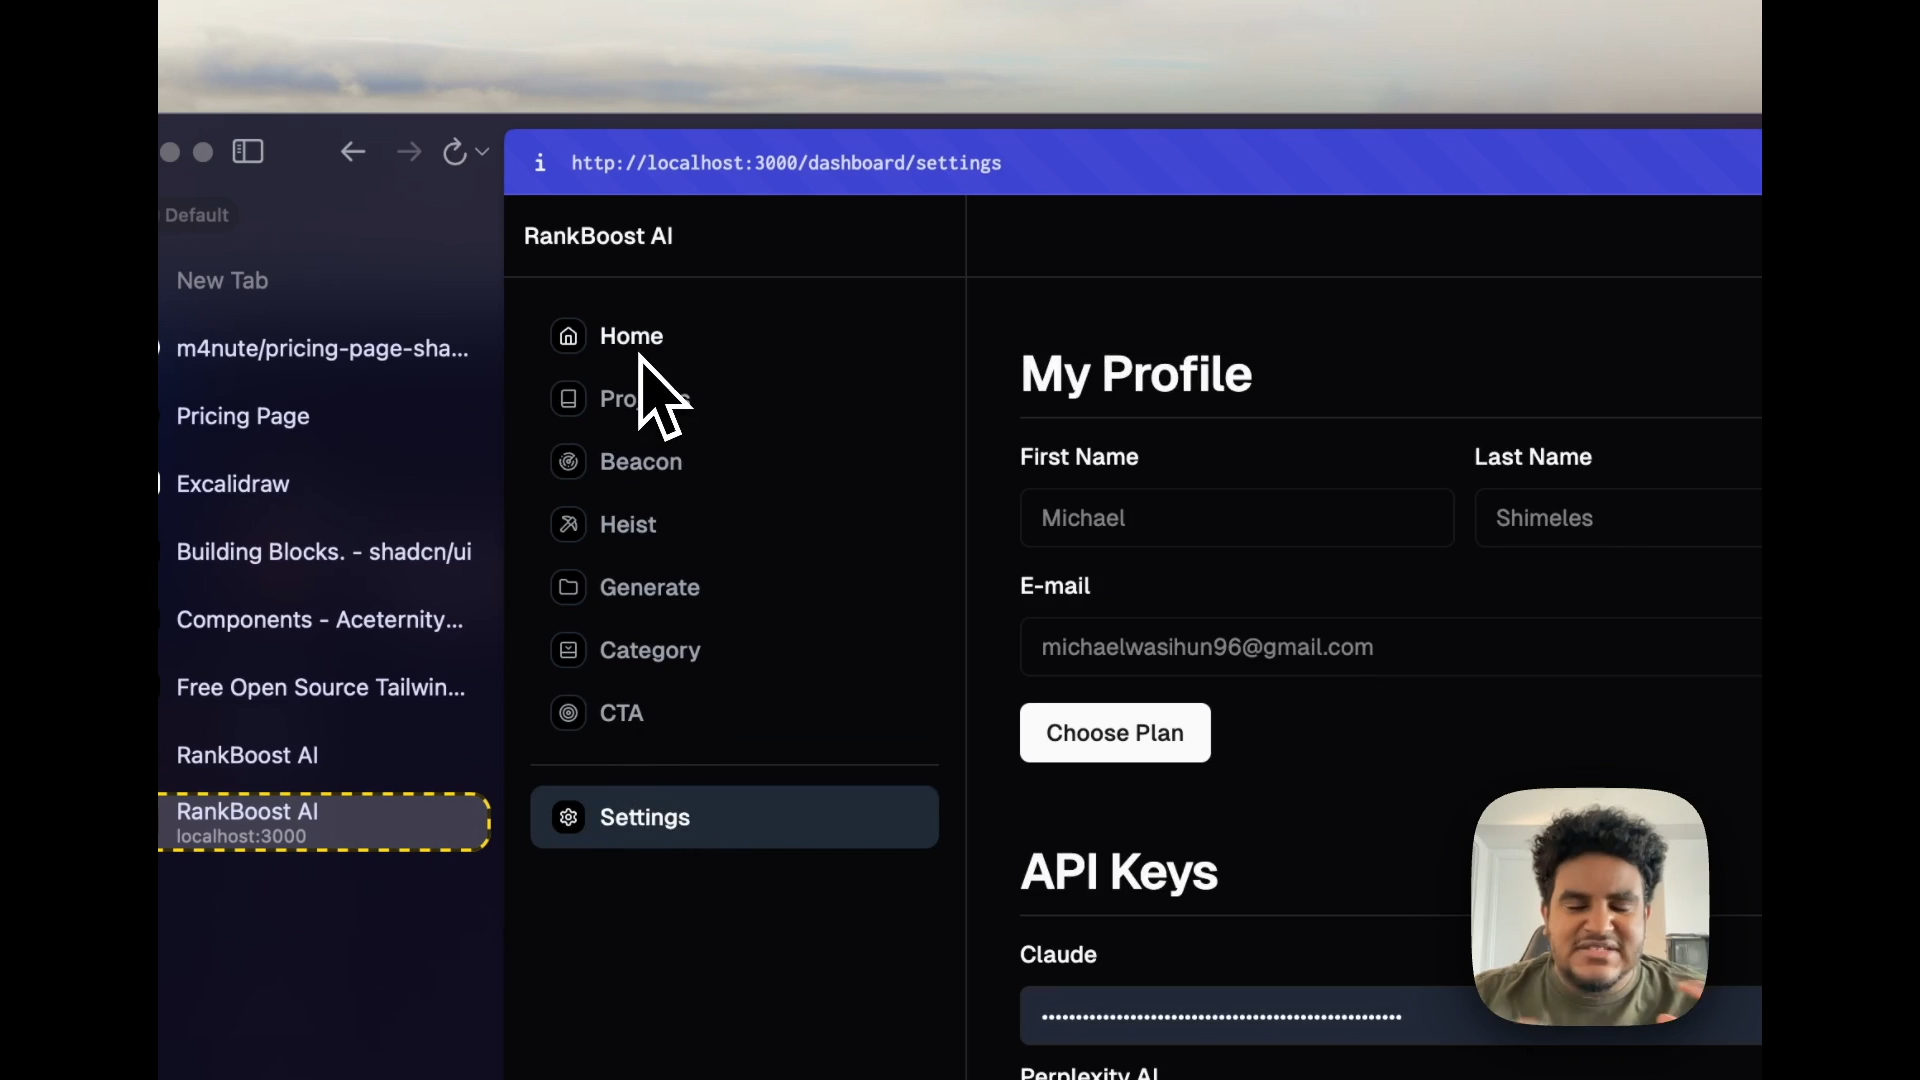 http://localhost:3000/dashboard/settings
Default
New Tab
m4nute/pricing-page-sha...
Pricing Page
Excalidraw
Building Blocks. - shadcn/ui
Components - Aceternity...
Free Open Source Tailwin...
RankBoost AI
RankBoost AI
localhost:3000
RankBoost AI
Home
Beacon
Heist
Generate
Category
CTA
Settings
My Profile
First Name
Last Name
Michael
Shimeles
E-mail
michaelwasihun96@gmail.com
Choose Plan
API Keys
Claude
Perplexity AI